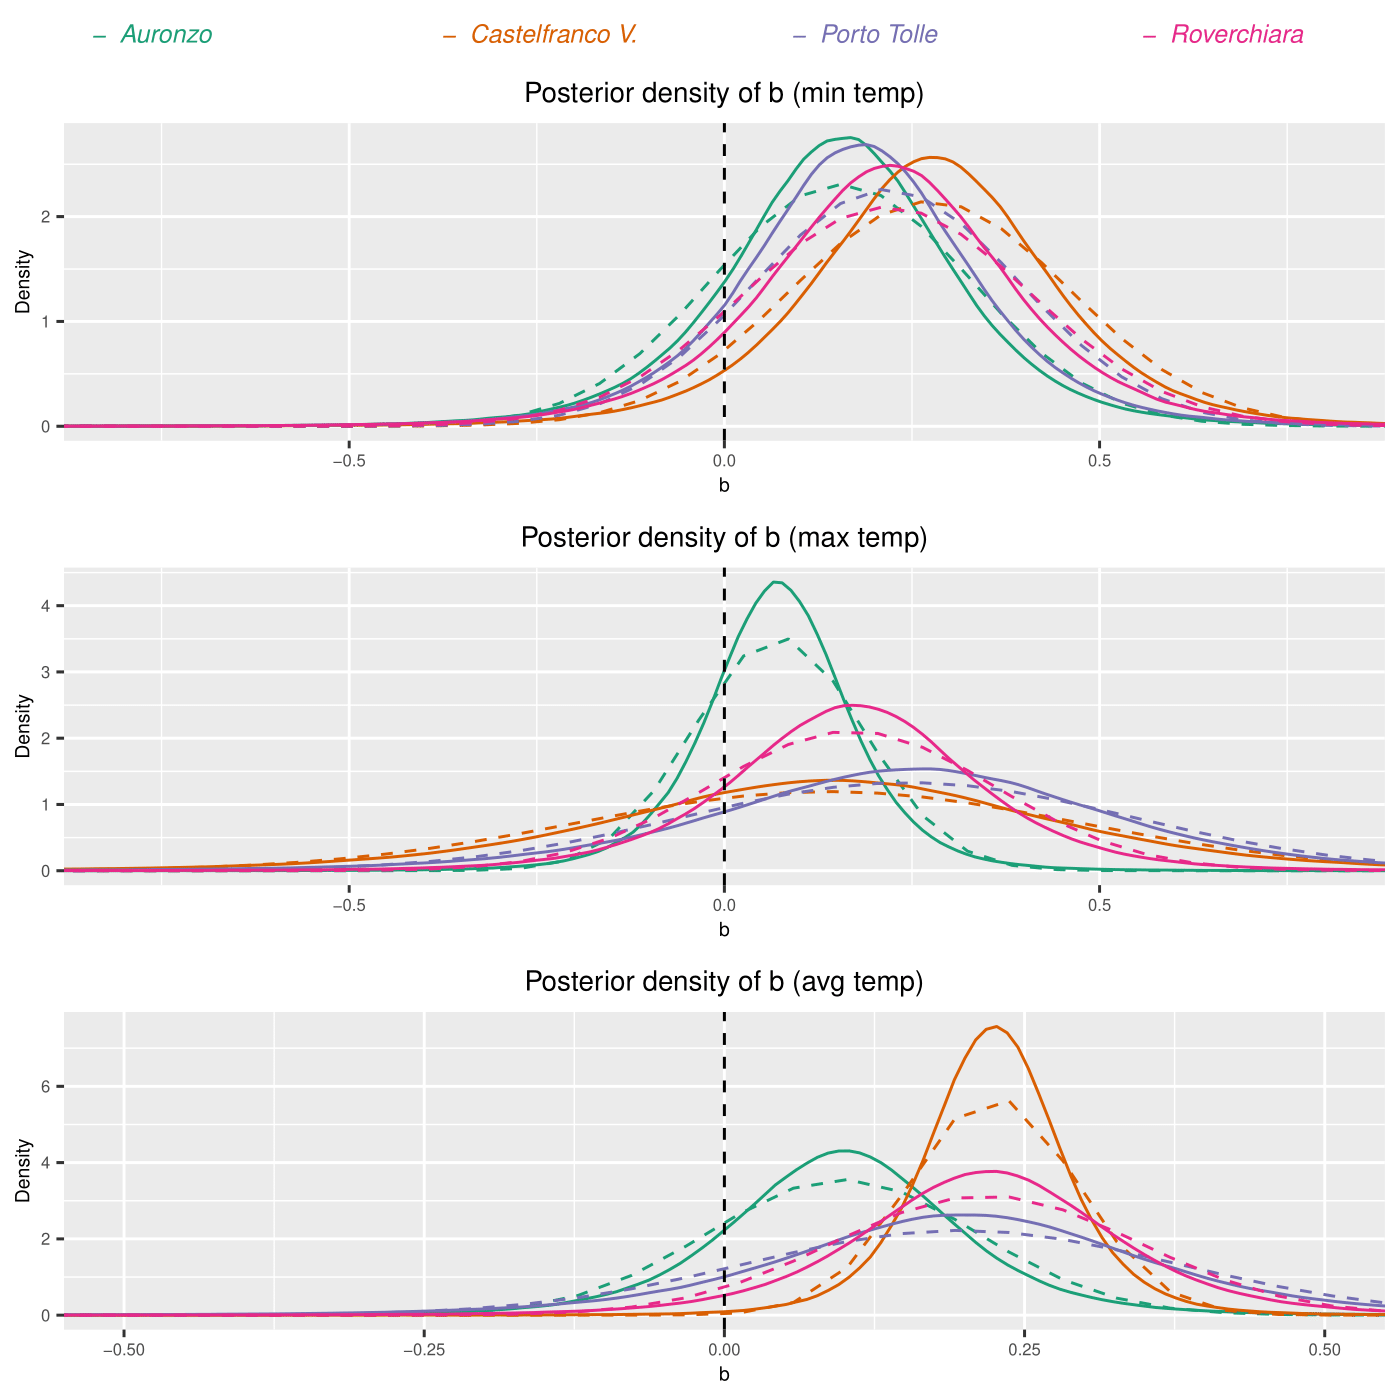 – Auronzo – Castelfranco V. – Porto Tolle – Roverchiara
Posterior density of b (min temp)
Density
2
1
0
−0.5 0.0 0.5
b
Posterior density of b (max temp)
Density
4
3
2
1
0
−0.5 0.0 0.5
b
Posterior density of b (avg temp)
Density
6
4
2
0
−0.50 −0.25 0.00 0.25 0.50
b